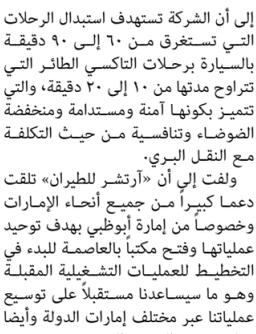 إلى أن الشركة تستهدف استبدال الرحلات
التي تستغرق من ٦٠ إلى ٩٠ دقيقة
بالسيارة برحلات التاكسي الطائر التي
تتراوح مدتها من ١٠ إلى ٢٠ دقيقة، والتي
تتميز بكونها آمنة ومستدامة ومنخفضة
الضوضاء وتنافسية من حيث التكلفة
مع النقل البري.
ولفت إلى أن «آرتشر للطيران» تلقت
دعماً كبيراً من جميع أنحاء الإمارات
وخصوصاً من إمارة أبوظبي بهدف توحيد
عملياتها وفتح مكتباً بالعاصمة للبدء في
التخطيط للعمليات التشغيلية المقبلة
وهو ما سيساعدنا مستقبلاً على توسيع
عملياتنا عبر مختلف إمارات الدولة وأيضا